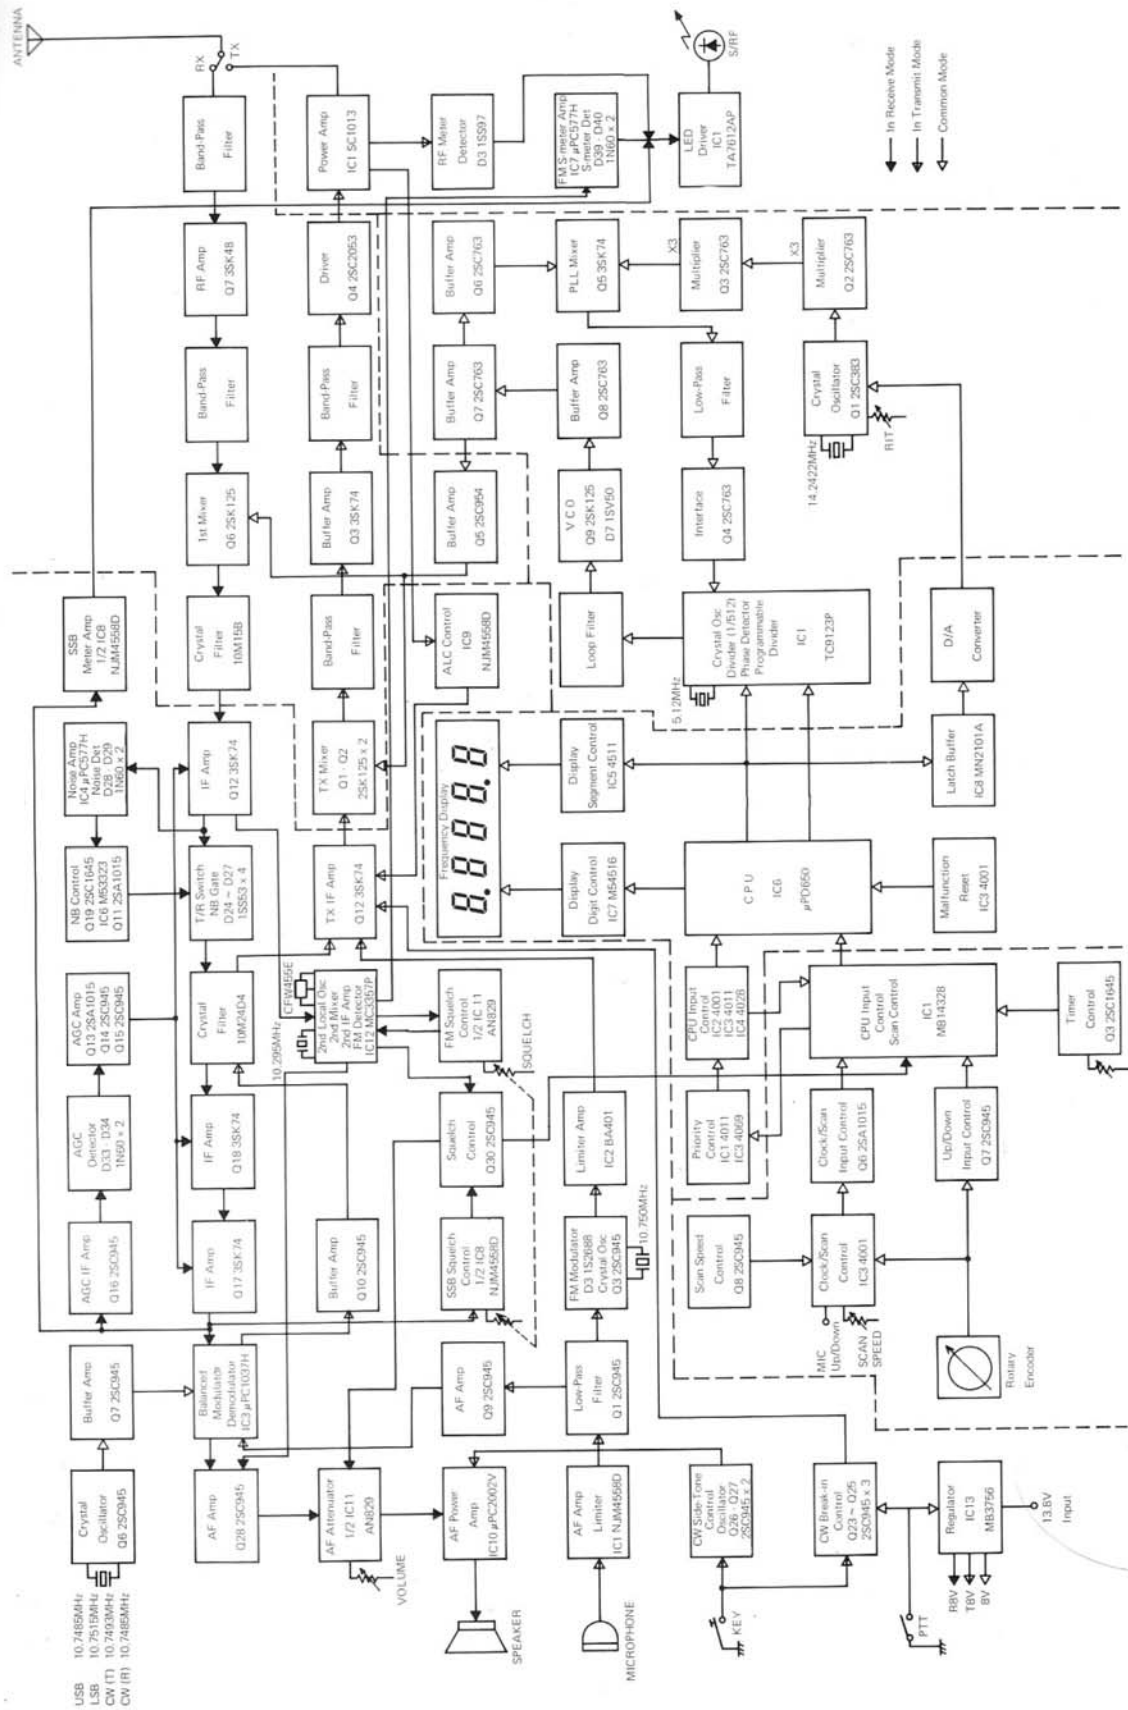 ANTENNA
RX
TX
Band-Pass
Filter
RF Amp
Q7 3SK48
Band-Pass
Filter
1st Mixer
Q6 2SK125
Crystal
Filter
10M15B
IF Amp
Q12 3SK74
T/R Switch
NB Gate
D24 ~ D27
1SS53 x 4
Crystal
Filter
10M24D4
IF Amp
Q18 3SK74
IF Amp
Q17 3SK74
Balanced
Modulator
Demodulator
IC3 μPC1037H
AF Amp
Q28 2SC945
SSB
Meter Amp
1/2 IC8
NJM4558D
Noise Amp
IC4 μPC577H
Noise Det
D28 · D29
1N60 x 2
NB Control
Q19 2SC1645
IC6 M53323
Q11 2SA1015
AGC Amp
Q13 2SA1015
Q14 2SC945
Q15 2SC945
AGC
Detector
D33 · D34
1N60 x 2
AGC IF Amp
Q16 2SC945
Buffer Amp
Q7 2SC945
Crystal
Oscillator
Q6 2SC945
USB 10.7485MHz
LSB 10.7515MHz
CW (T) 10.7493MHz
CW (R) 10.7485MHz
Power Amp
IC1 SC1013
Driver
Q4 2SC2053
Band-Pass
Filter
Buffer Amp
Q3 3SK74
Band-Pass
Filter
TX Mixer
Q1 · Q2
2SK125 x 2
TX IF Amp
Q12 3SK74
CFW455E
10.295MHz
2nd Local Osc
2nd Mixer
2nd IF Amp
FM Detector
IC12 MC3357P
Buffer Amp
Q10 2SC945
AF Attenuator
1/2 IC11
AN829
VOLUME
RF Meter
Detector
D3 1SS97
Buffer Amp
Q6 2SC763
Buffer Amp
Q7 2SC763
Buffer Amp
Q5 2SC954
ALC Control
IC9
NJM4558D
Frequency Display
8.888.8
FM Squelch
Control
1/2 IC11
AN829
SQUELCH
Squelch
Control
Q30 2SC945
SSB Squelch
Control
1/2 IC8
NJM4558D
AF Amp
Q9 2SC945
AF Power
Amp
IC10 μPC2002V
SPEAKER
FM S-meter Amp
IC7 μPC577H
S-meter Det
D39 · D40
1N60 x 2
PLL Mixer
Q5 3SK74
Buffer Amp
Q8 2SC763
V C O
Q9 2SK125
D7 1SV50
Loop Filter
Display
Segment Control
IC5 4511
Display
Digit Control
IC7 M54516
Limiter Amp
IC2 BA401
FM Modulator
D3 1S2688
Crystal Osc
Q3 2SC945
10.750MHz
Low-Pass
Filter
Q1 2SC945
AF Amp
Limiter
IC1 NJM4558D
MICROPHONE
S/RF
LED
Driver
IC1
TA7612AP
X3
Multiplier
Q3 2SC763
Low-Pass
Filter
Interface
Q4 2SC763
Crystal Osc
Divider (1/512)
Phase Detector
Programmable
Divider
IC1
TC9123P
5.12MHz
C P U
IC6
μPD650
CPU Input
Control
IC2 4001
IC3 4011
IC4 4028
Priority
Control
IC1 4011
IC3 4069
Scan Speed
Control
Q8 2SC945
CW Side-Tone
Control
Oscillator
Q26 · Q27
2SC945 x 2
KEY
X3
Multiplier
Q2 2SC763
Crystal
Oscillator
Q1 2SC383
14.2422MHz
RIT
CPU Input
Control
Scan Control
IC1
MB14328
Clock/Scan
Input Control
Q6 2SA1015
Clock/Scan
Control
IC3 4001
MIC
Up/Down
SCAN
SPEED
CW Break-in
Control
Q23 ~ Q25
2SC945 x 3
In Receive Mode
In Transmit Mode
Common Mode
D/A
Converter
Latch Buffer
IC8 MN2101A
Malfunction
Reset
IC3 4001
Up/Down
Input Control
Q7 2SC945
Rotary
Encoder
Regulator
IC13
MB3756
R8V
T8V
8V
PTT
13.8V
Input
Timer
Control
Q3 2SC1645